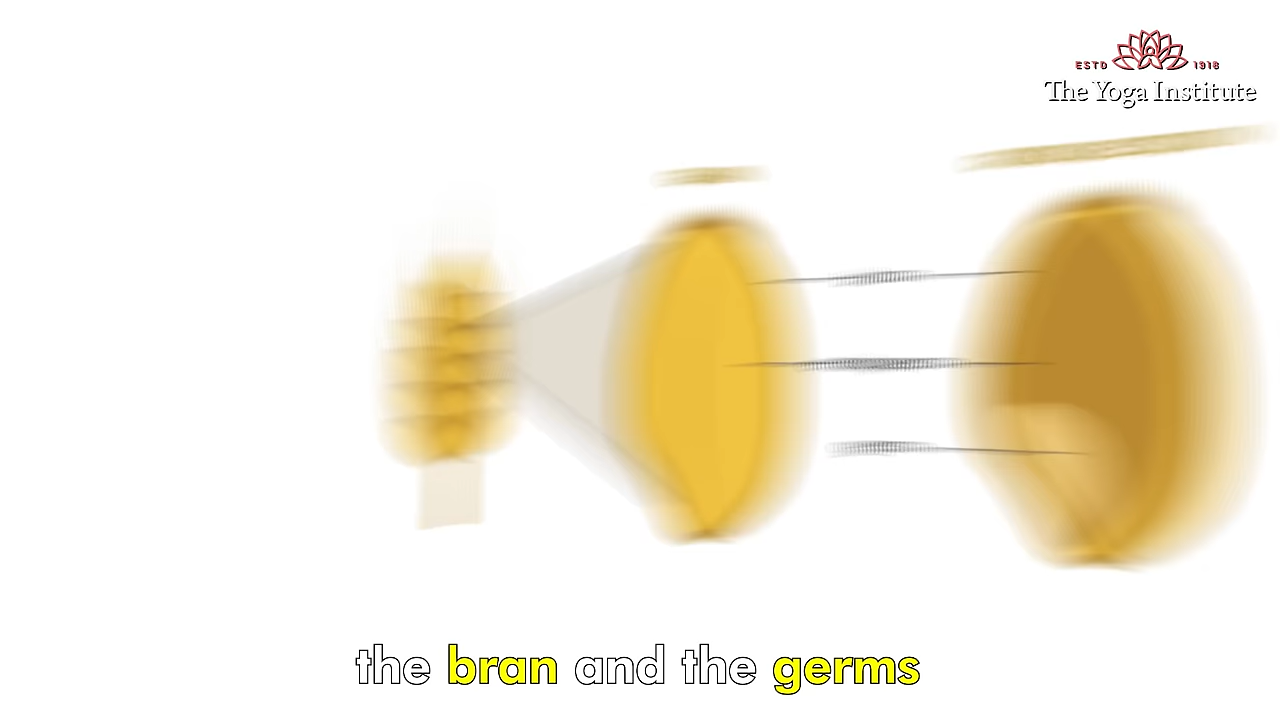 ESTD 1918
The Yoga Institute
the bran and the germs